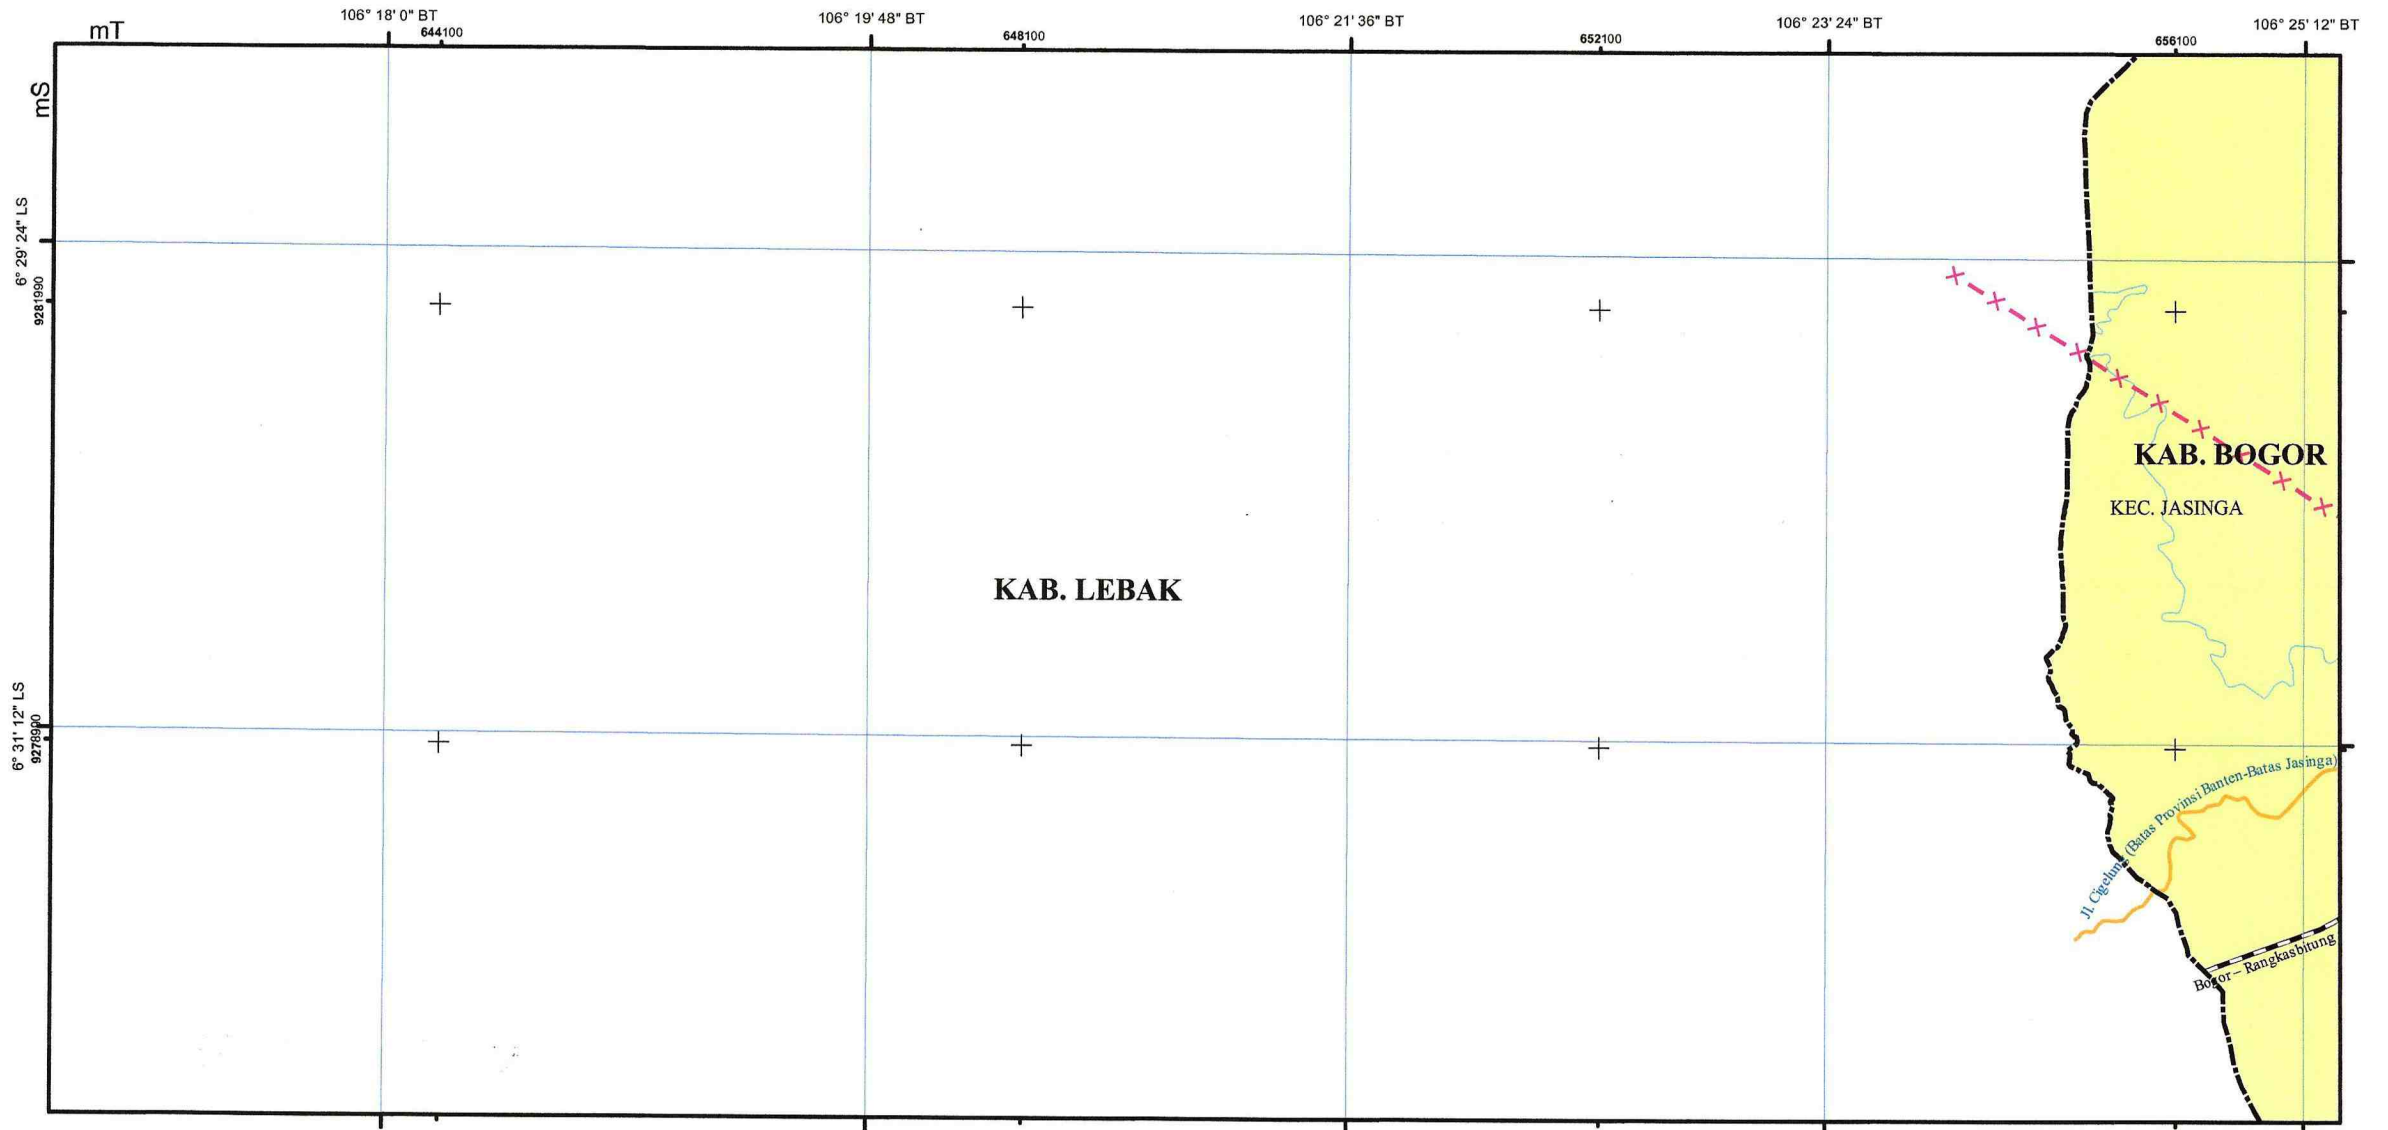 106° 18' 0" BT
106° 19' 48" BT
106° 21' 36" BT
106° 23' 24" BT
106° 25' 12" BT
mT
644100
648100
652100
656100
mS
6° 29' 24" LS
9281990
KAB. BOGOR
KEC. JASINGA
KAB. LEBAK
6° 31' 12" LS
9278990
Jl. Cigelung (Batas Provinsi Banten-Batas Jasinga)
Bogor – Rangkasbitung